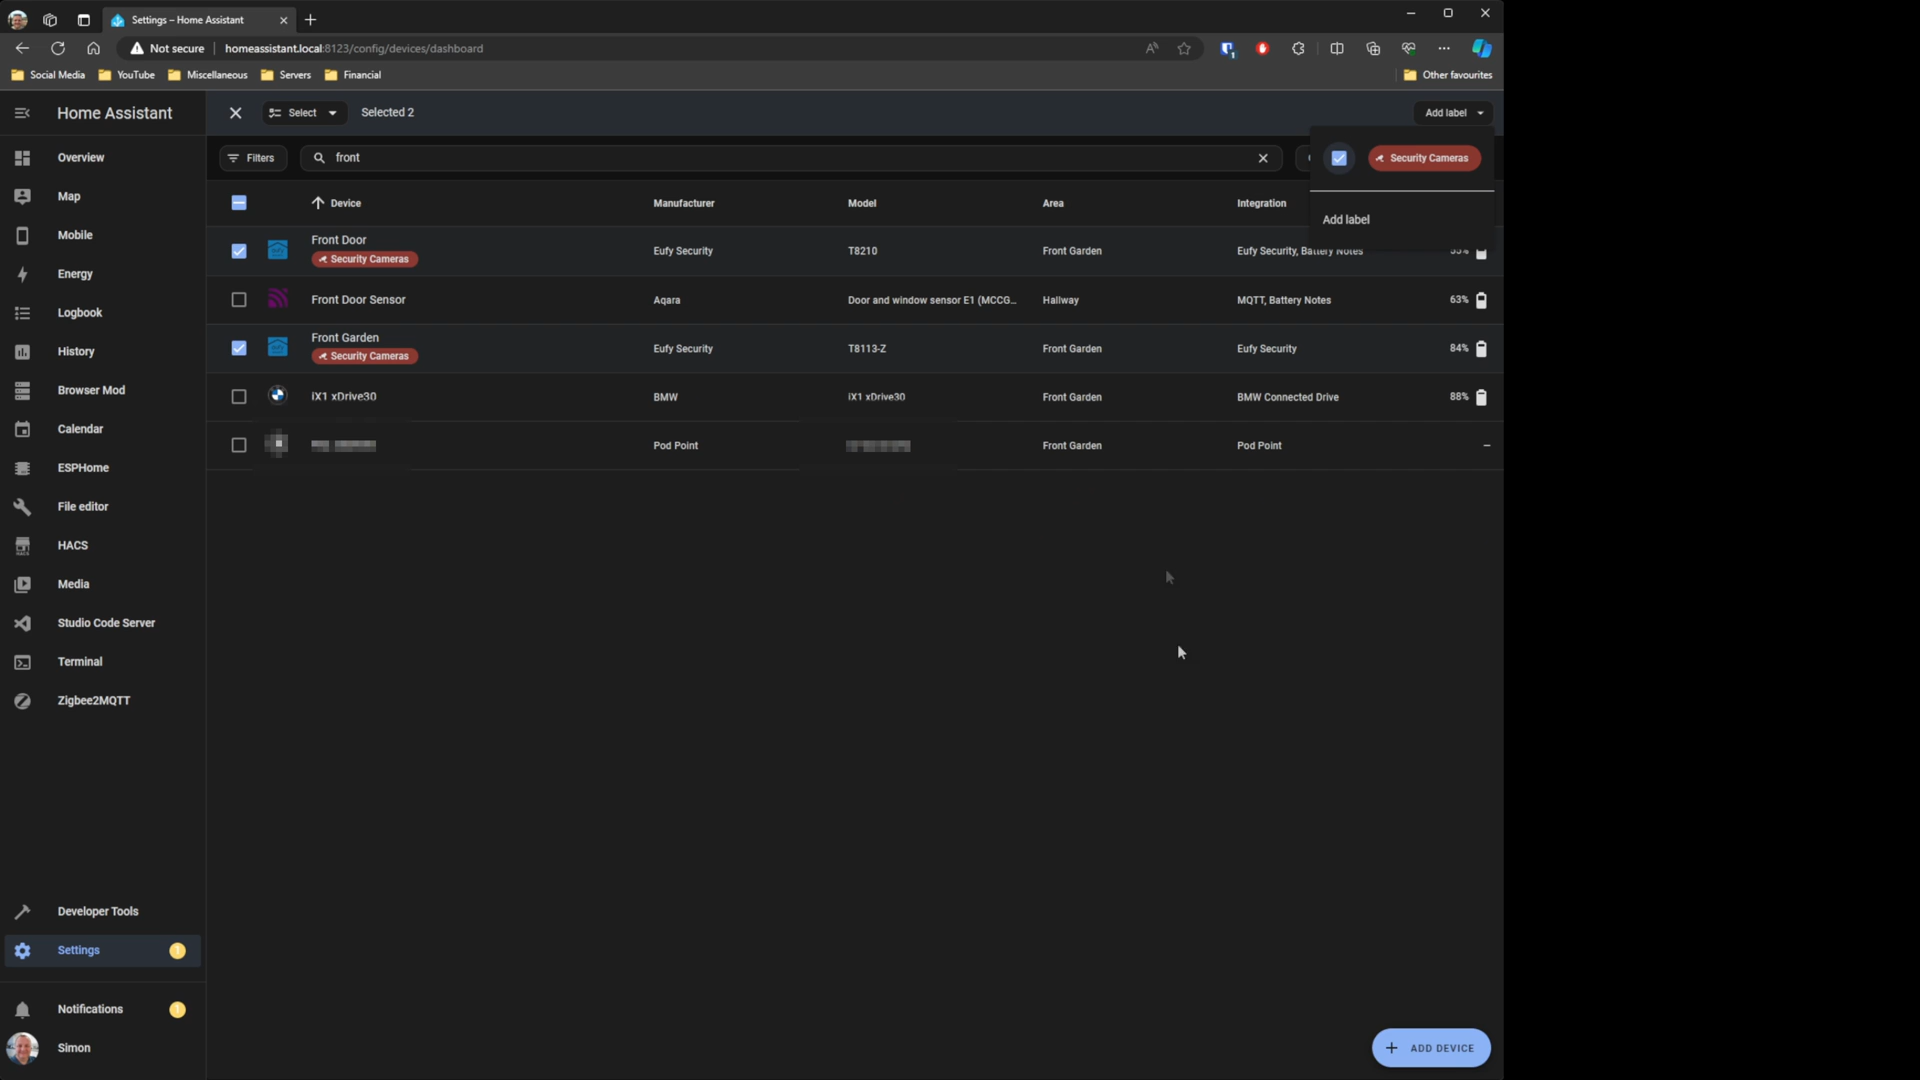 Settings – Home Assistant
Not secure
homeassistant.local:8123/config/devices/dashboard
Social Media
YouTube
Miscellaneous
Servers
Financial
Other favourites
Home Assistant
Select
Selected 2
Add label
Filters
front
Security Cameras
Add label
Device
Manufacturer
Model
Area
Integration
Front Door
Security Cameras
Eufy Security
T8210
Front Garden
Eufy Security, Battery Notes
Front Door Sensor
Aqara
Door and window sensor E1 (MCCG...
Hallway
MQTT, Battery Notes
63%
Front Garden
Security Cameras
Eufy Security
T8113-Z
Front Garden
Eufy Security
84%
iX1 xDrive30
BMW
iX1 xDrive30
Front Garden
BMW Connected Drive
88%
Pod Point
Front Garden
Pod Point
–
Overview
Map
Mobile
Energy
Logbook
History
Browser Mod
Calendar
ESPHome
File editor
HACS
Media
Studio Code Server
Terminal
Zigbee2MQTT
Developer Tools
Settings
1
Notifications
1
Simon
ADD DEVICE